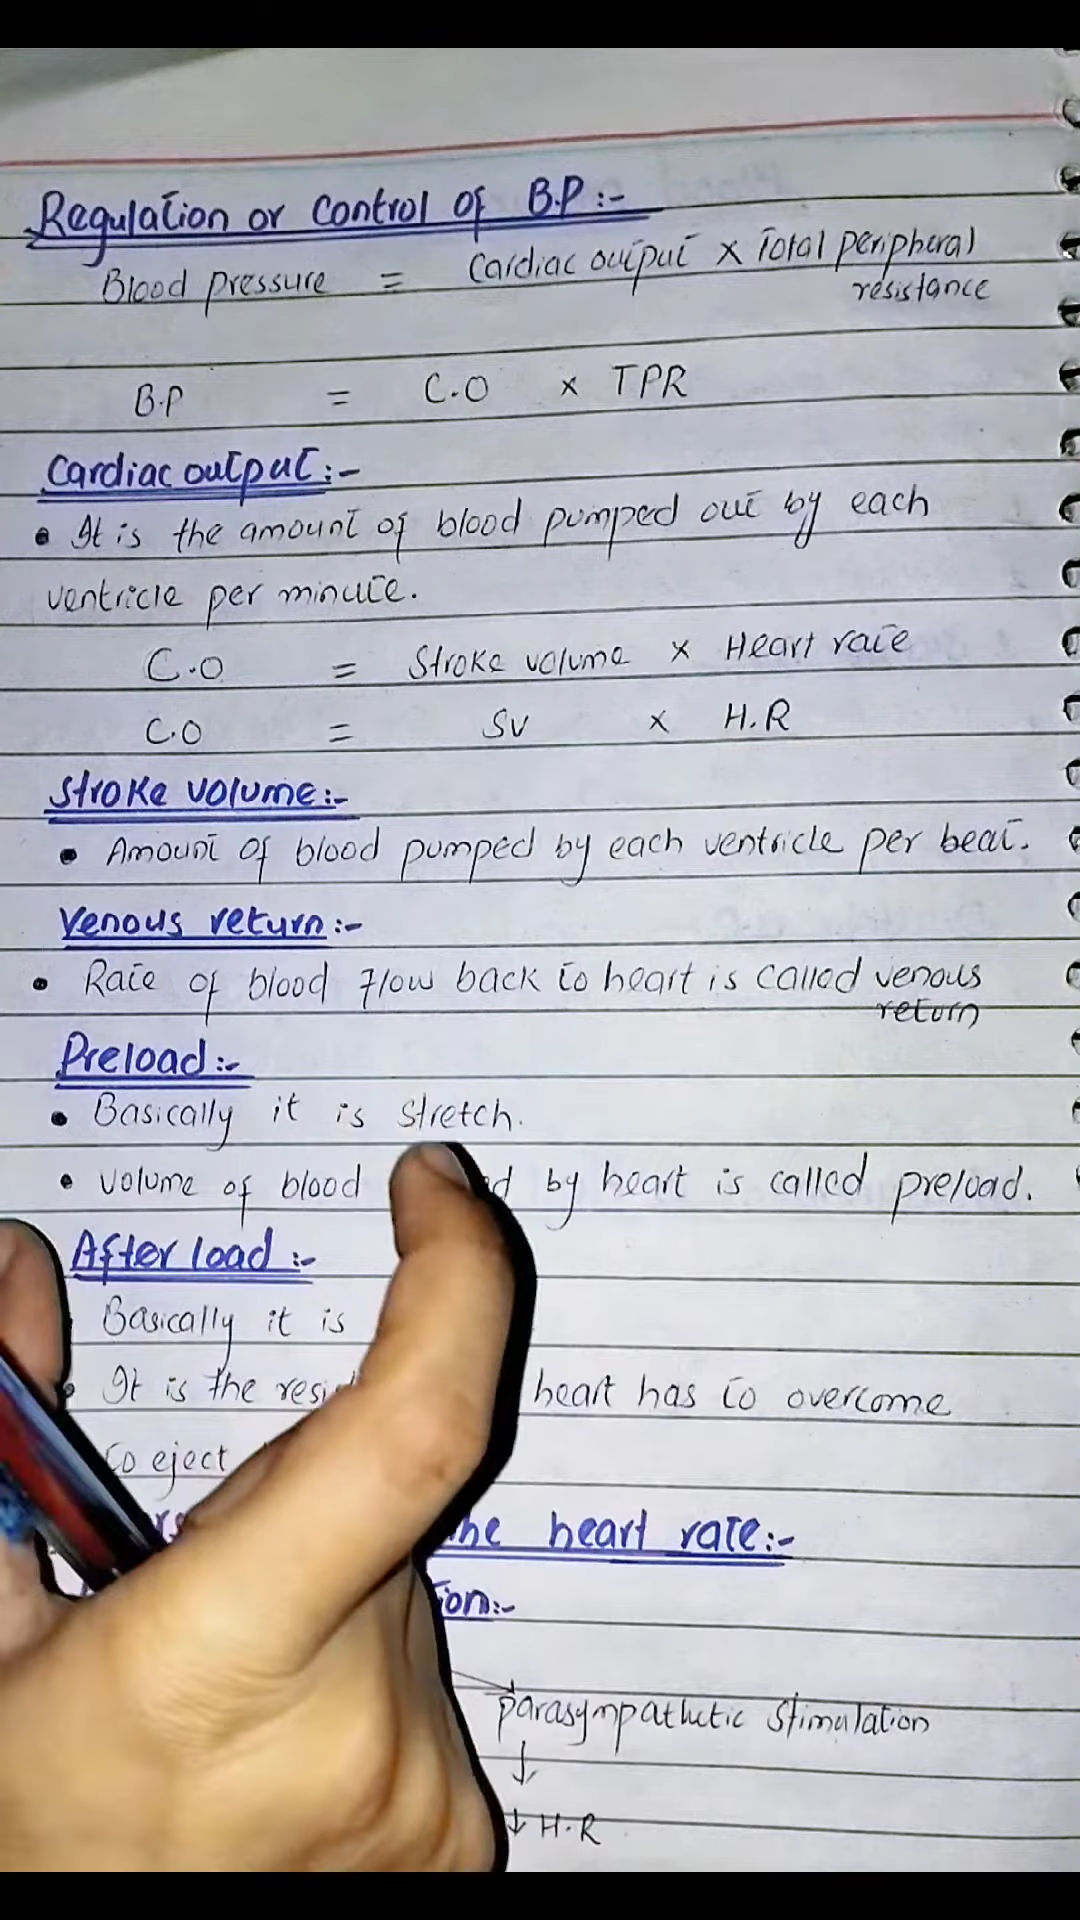 Regulation or control of B.P:-
Blood pressure = Cardiac output × Total peripheral
resistance
B.P = C.O × TPR
Cardiac output:-
• It is the amount of blood pumped out by each
ventricle per minute.
C.O = Stroke volume × Heart rate
C.O = SV × H.R
Stroke volume:-
• Amount of blood pumped by each ventricle per beat.
Venous return:-
• Rate of blood flow back to heart is called venous
return
Preload:-
• Basically it is stretch.
• volume of blood by heart is called preload.
After load:-
Basically it is
• It is the heart has to overcome
to eject
the heart rate:-
parasympathetic stimulation
↓
↓ H.R